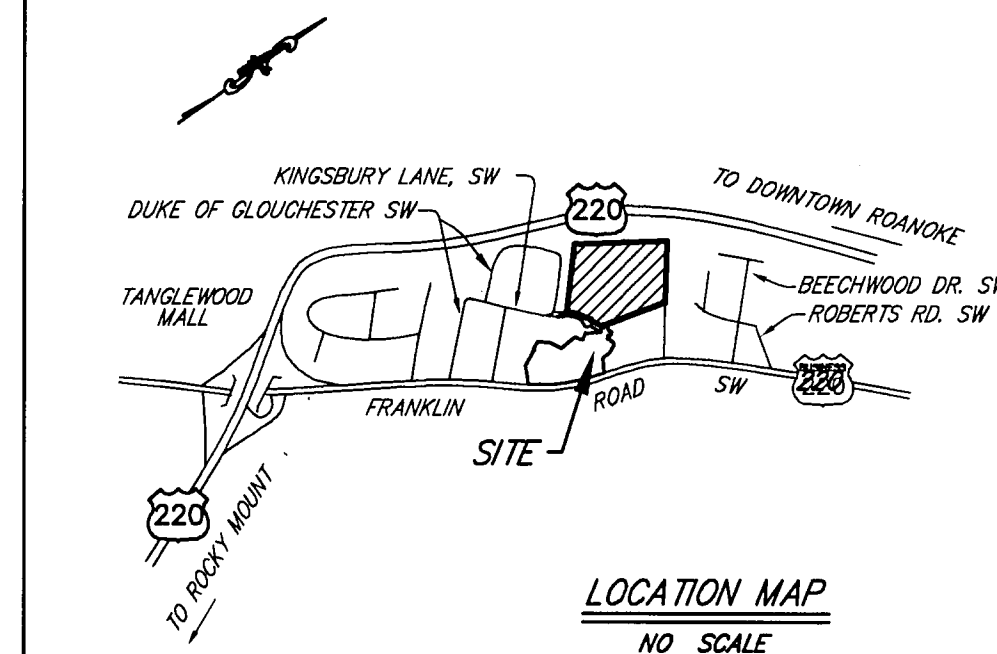 KINGSBURY LANE, SW
DUKE OF GLOUCHESTER SW
220
TO DOWNTOWN ROANOKE
TANGLEWOOD
MALL
BEECHWOOD DR. SW
ROBERTS RD. SW
220
FRANKLIN
ROAD
SW
SITE
220
TO ROCKY MOUNT
LOCATION MAP
NO SCALE